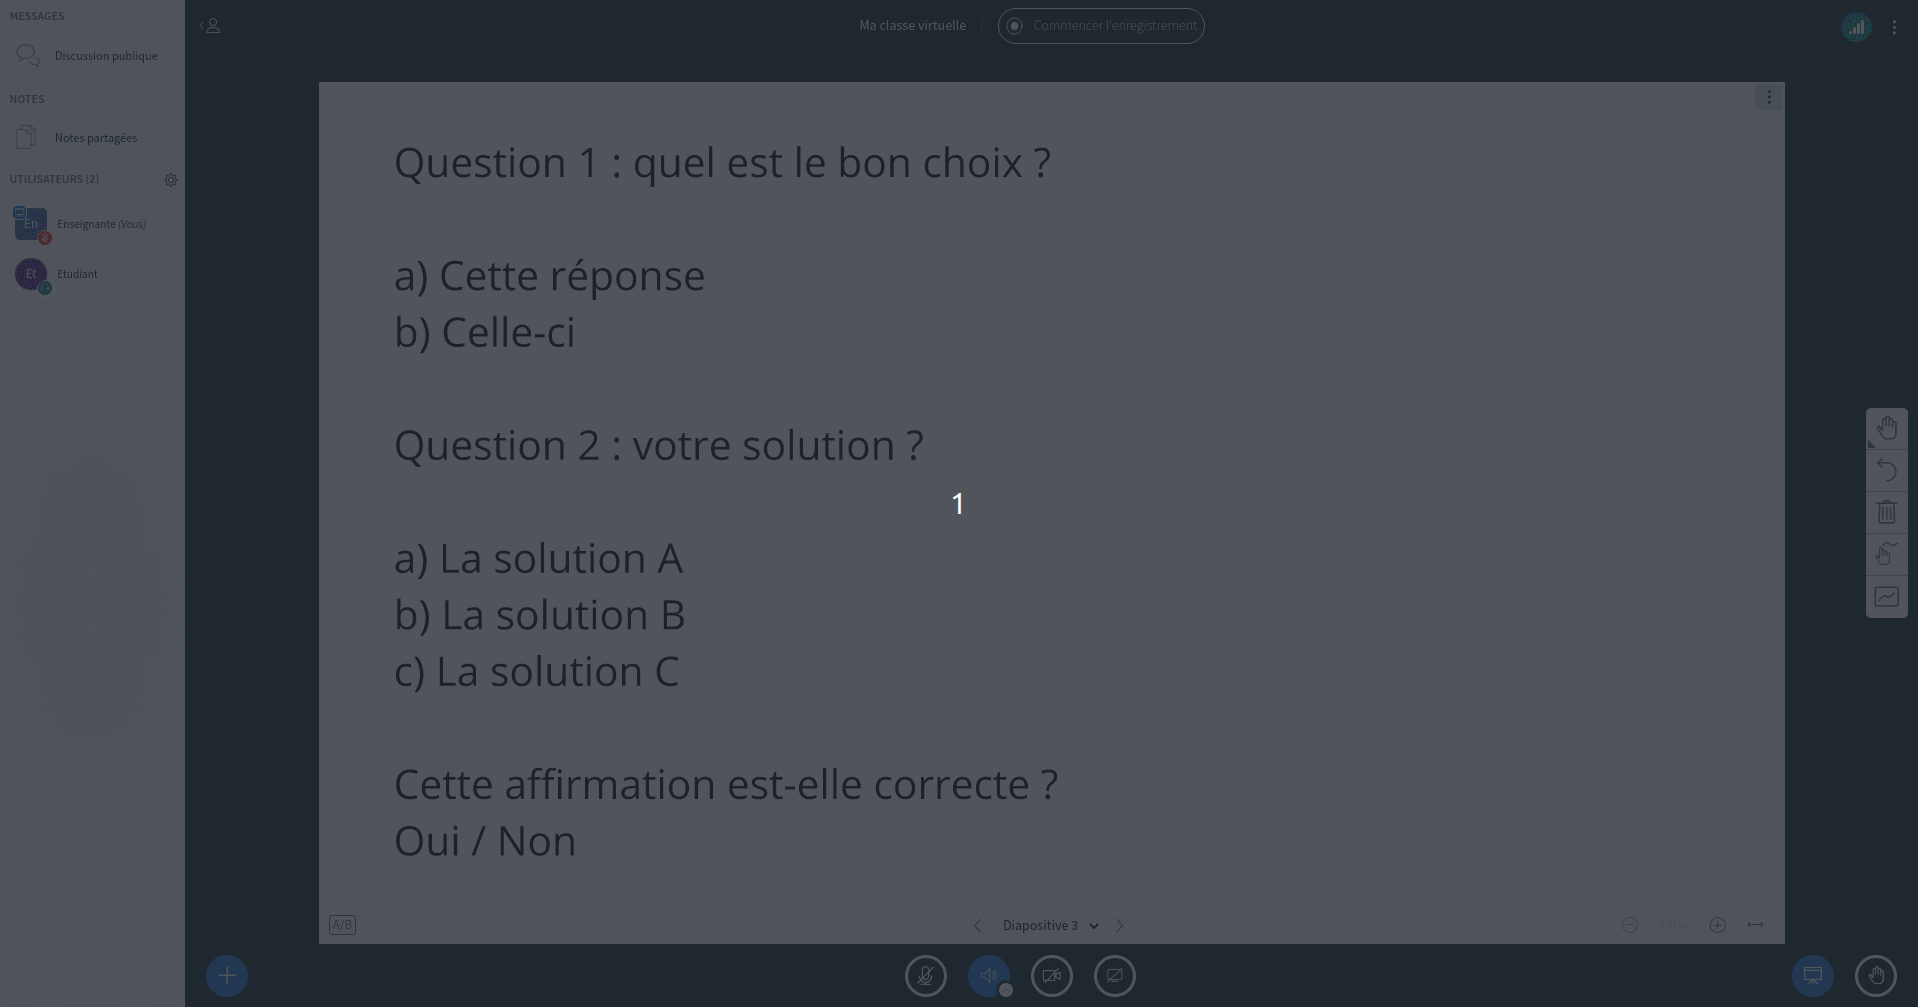 MESSAGES
Discussion publique
NOTES
Notes partagées
UTILISATEURS (2)
En
Enseignante (Vous)
Et
Etudiant
Ma classe virtuelle
Commencer l'enregistrement
Question 1 : quel est le bon choix ?
a) Cette réponse
b) Celle-ci
Question 2 : votre solution ?
1
a) La solution A
b) La solution B
c) La solution C
Cette affirmation est-elle correcte ?
Oui / Non
A/B
Diapositive 3
100%